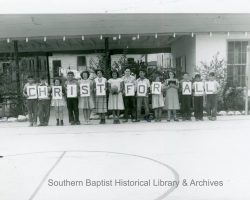 CHRIST FOR ALL
Southern Baptist Historical Library & Archives